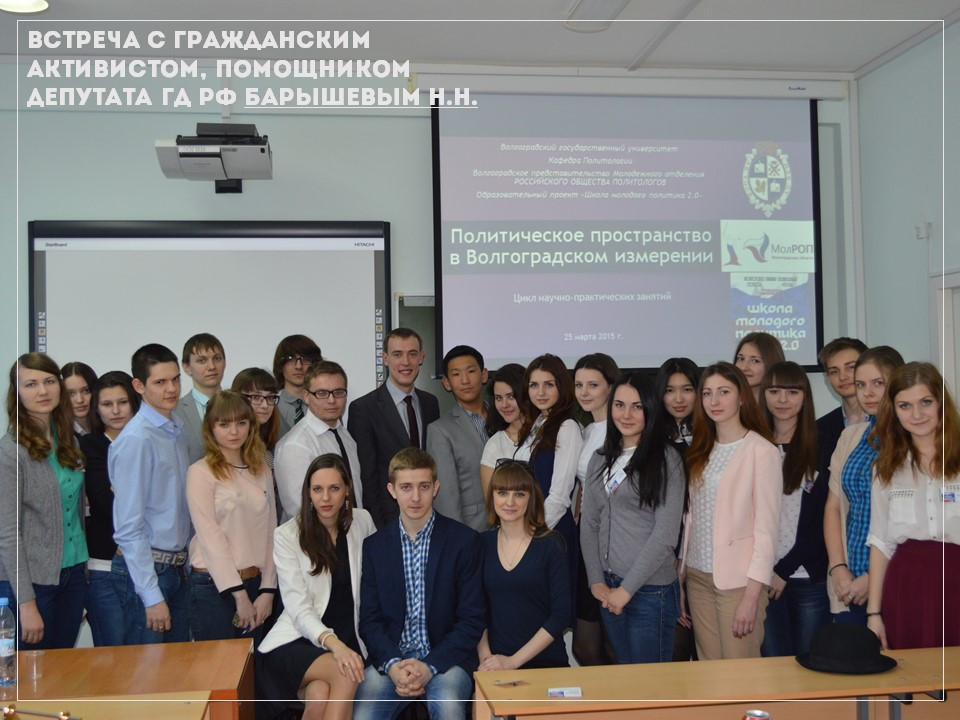 ВСТРЕЧА С ГРАЖДАНСКИМ
АКТИВИСТОМ, ПОМОЩНИКОМ
ДЕПУТАТА ГД РФ БАРЫШЕВЫМ Н.Н.
StarBoard
HITACHI
Волгоградский государственный университет
Кафедра Политологии
Волгоградское представительство Молодежного отделения
РОССИЙСКОГО ОБЩЕСТВА ПОЛИТОЛОГОВ
Образовательный проект «Школа молодого политика 2.0»
Политическое пространство
в Волгоградском измерении
МолРОП
Цикл научно-практических занятий
школа
молодого
политика
2.0
25 марта 2015 г.